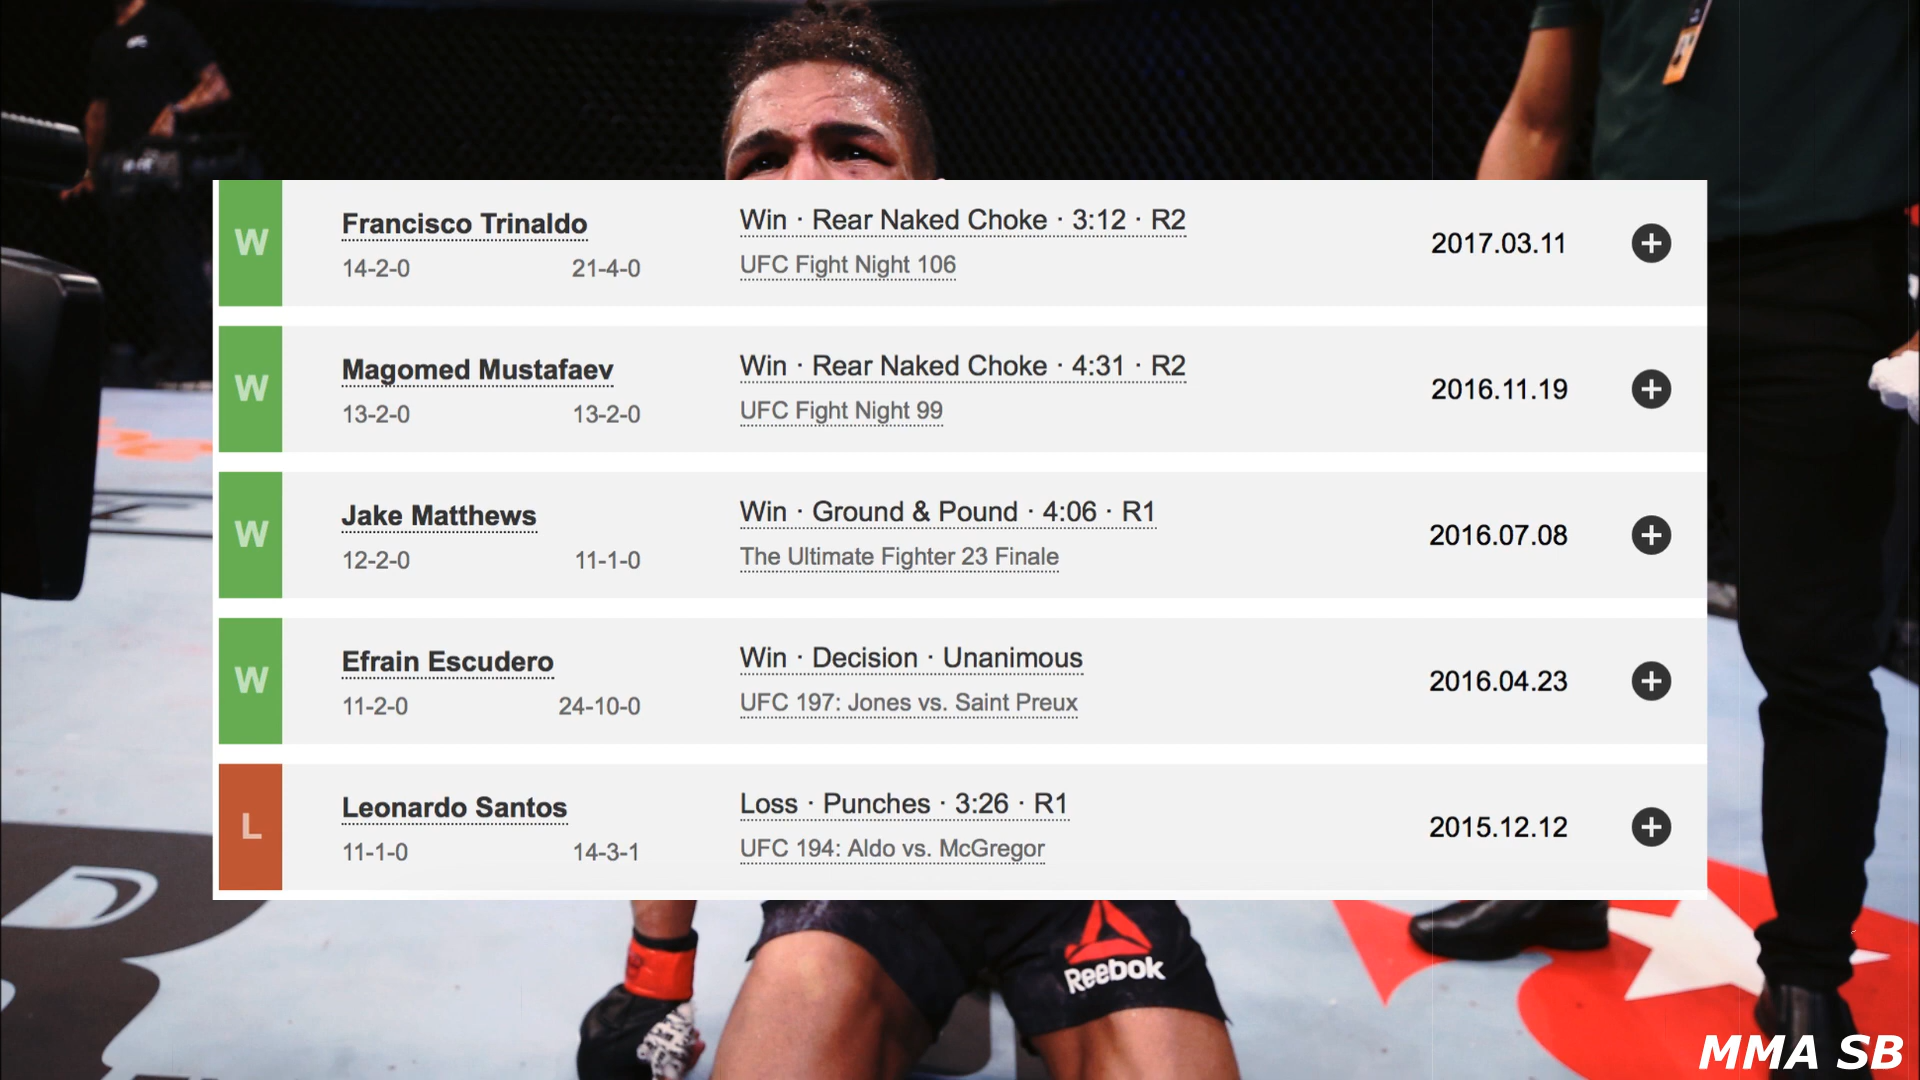 W
Francisco Trinaldo
14-2-0 21-4-0
Win · Rear Naked Choke · 3:12 · R2
UFC Fight Night 106
2017.03.11
W
Magomed Mustafaev
13-2-0 13-2-0
Win · Rear Naked Choke · 4:31 · R2
UFC Fight Night 99
2016.11.19
W
Jake Matthews
12-2-0 11-1-0
Win · Ground & Pound · 4:06 · R1
The Ultimate Fighter 23 Finale
2016.07.08
W
Efrain Escudero
11-2-0 24-10-0
Win · Decision · Unanimous
UFC 197: Jones vs. Saint Preux
2016.04.23
L
Leonardo Santos
11-1-0 14-3-1
Loss · Punches · 3:26 · R1
UFC 194: Aldo vs. McGregor
2015.12.12
Reebok
MMA SB